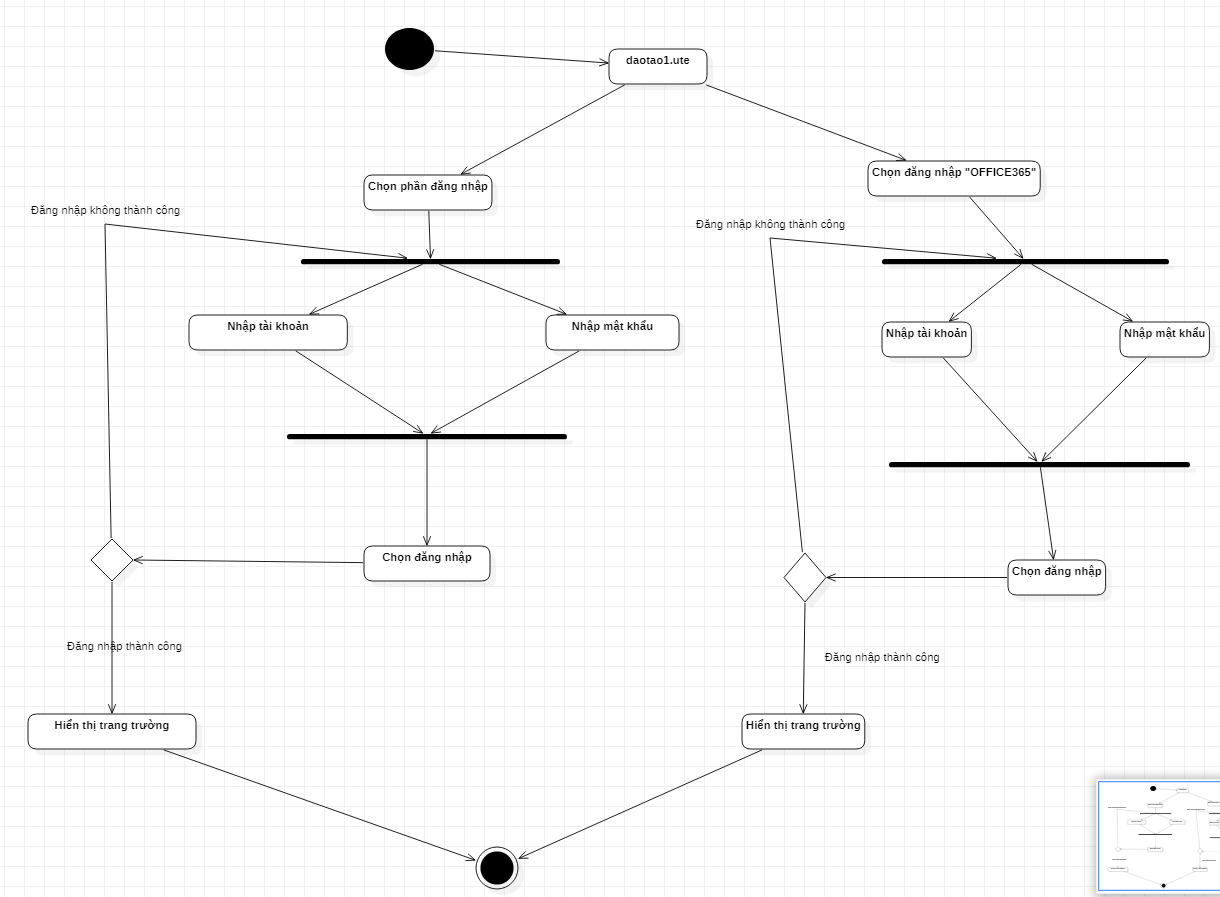 daotao1.ute
Chọn đăng nhập "OFFICE365"
Chọn phần đăng nhập
Đăng nhập không thành công
Đăng nhập không thành công
Nhập tài khoản
Nhập mật khẩu
Nhập tài khoản
Nhập mật khẩu
Chọn đăng nhập
Chọn đăng nhập
Đăng nhập thành công
Đăng nhập thành công
Hiển thị trang trường
Hiển thị trang trường